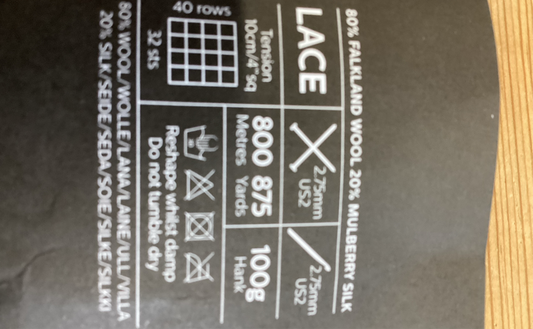 80% FALKLAND WOOL 20% MULBERRY SILK
LACE
2.75mm
US2
2.75mm
US2
Tension
10cm/4"sq
800 875
Metres Yards
100g
Hank
40 rows
32 sts
Reshape whilst damp
Do not tumble dry
80% WOOL/WOLLE/LANA/LANE/ULL/VILLA
20% SILK/SEIDE/SEDA/SOIE/SILKE/SILKKI